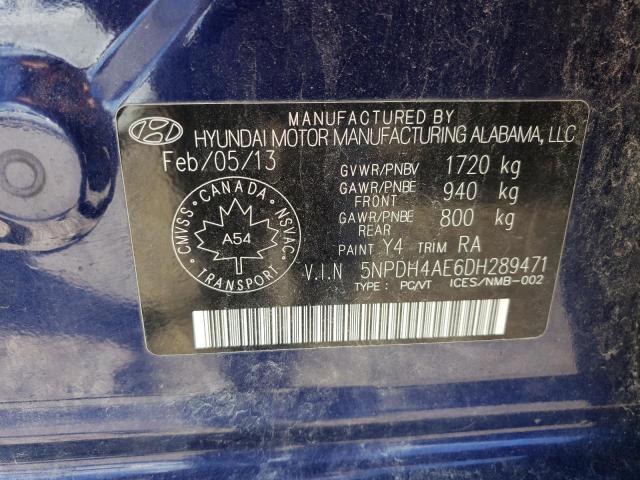 MANUFACTURED BY
HYUNDAI MOTOR MANUFACTURING ALABAMA, LLC
Feb/05/13
GVWR/PNBV 1720 kg
GAWR/PNBE FRONT 940 kg
GAWR/PNBE REAR 800 kg
PAINT Y4 TRIM RA
CANADA
CMVSS NSVAC
A54
TRANSPORT
V.I.N 5NPDH4AE6DH289471
TYPE : PC/VT ICES/NMB-002